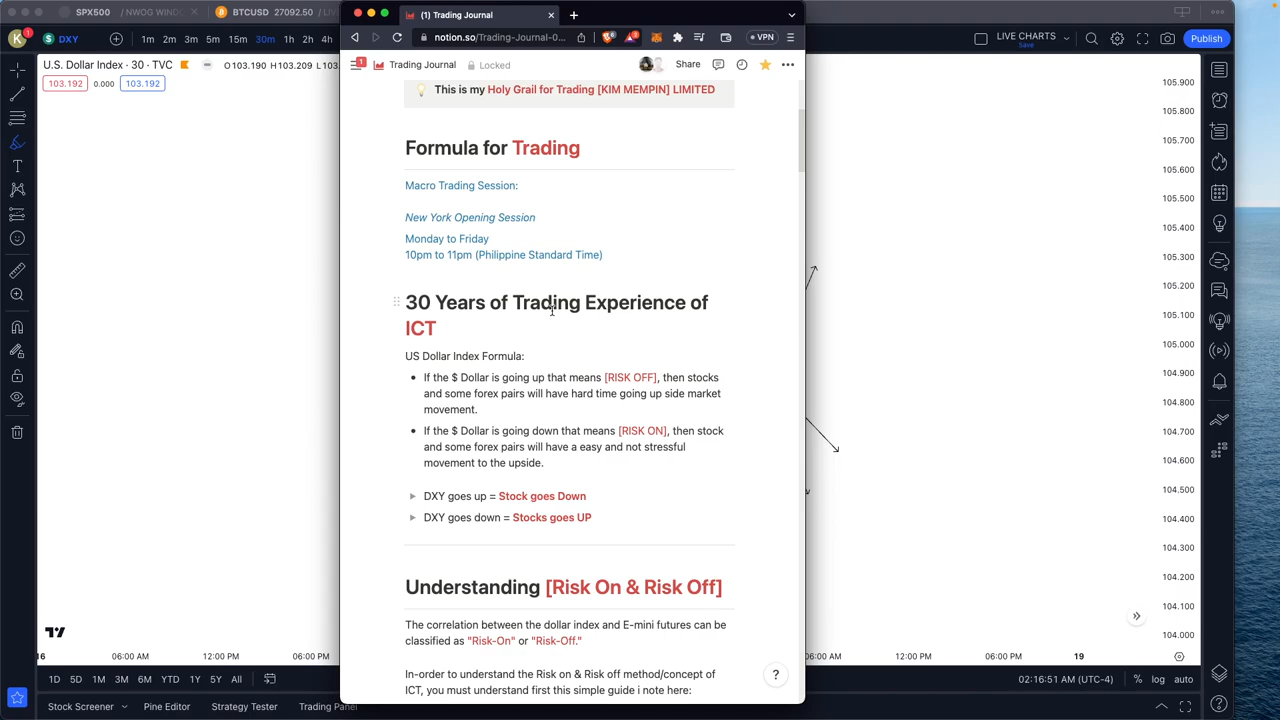 SPX500 / NWOG WIND
BTCUSD 27092.50 / LIV
(1) Trading Journal
K 1
DXY
1m 2m 3m 5m 15m 30m 1h 2h 4h
notion.so/Trading-Journal-0...
VPN
LIVE CHARTS
Save
Publish
U.S. Dollar Index · 30 · TVC
O103.190 H103.209 L103
103.192 0.000 103.192
Trading Journal Locked
Share
This is my Holy Grail for Trading [KIM MEMPIN] LIMITED
Formula for Trading
Macro Trading Session:
New York Opening Session
Monday to Friday
10pm to 11pm (Philippine Standard Time)
30 Years of Trading Experience of
ICT
US Dollar Index Formula:
If the $ Dollar is going up that means [RISK OFF], then stocks
and some forex pairs will have hard time going up side market
movement.
If the $ Dollar is going down that means [RISK ON], then stock
and some forex pairs will have a easy and not stressful
movement to the upside.
DXY goes up = Stock goes Down
DXY goes down = Stocks goes UP
Understanding [Risk On & Risk Off]
The correlation between the dollar index and E-mini futures can be
classified as "Risk-On" or "Risk-Off."
In-order to understand the Risk on & Risk off method/concept of
ICT, you must understand first this simple guide i note here:
?
105.900
105.800
105.700
105.600
105.500
105.400
105.300
105.200
105.100
105.000
104.900
104.800
104.700
104.600
104.500
104.400
104.300
104.200
104.100
104.000
16 06:00 AM 12:00 PM 06:00 PM
06:00 AM 12:00 PM 06:00 PM 19
1D 5D 1M 3M 6M YTD 1Y 5Y All
02:16:51 AM (UTC-4) % log auto
Stock Screener Pine Editor Strategy Tester Trading Panel